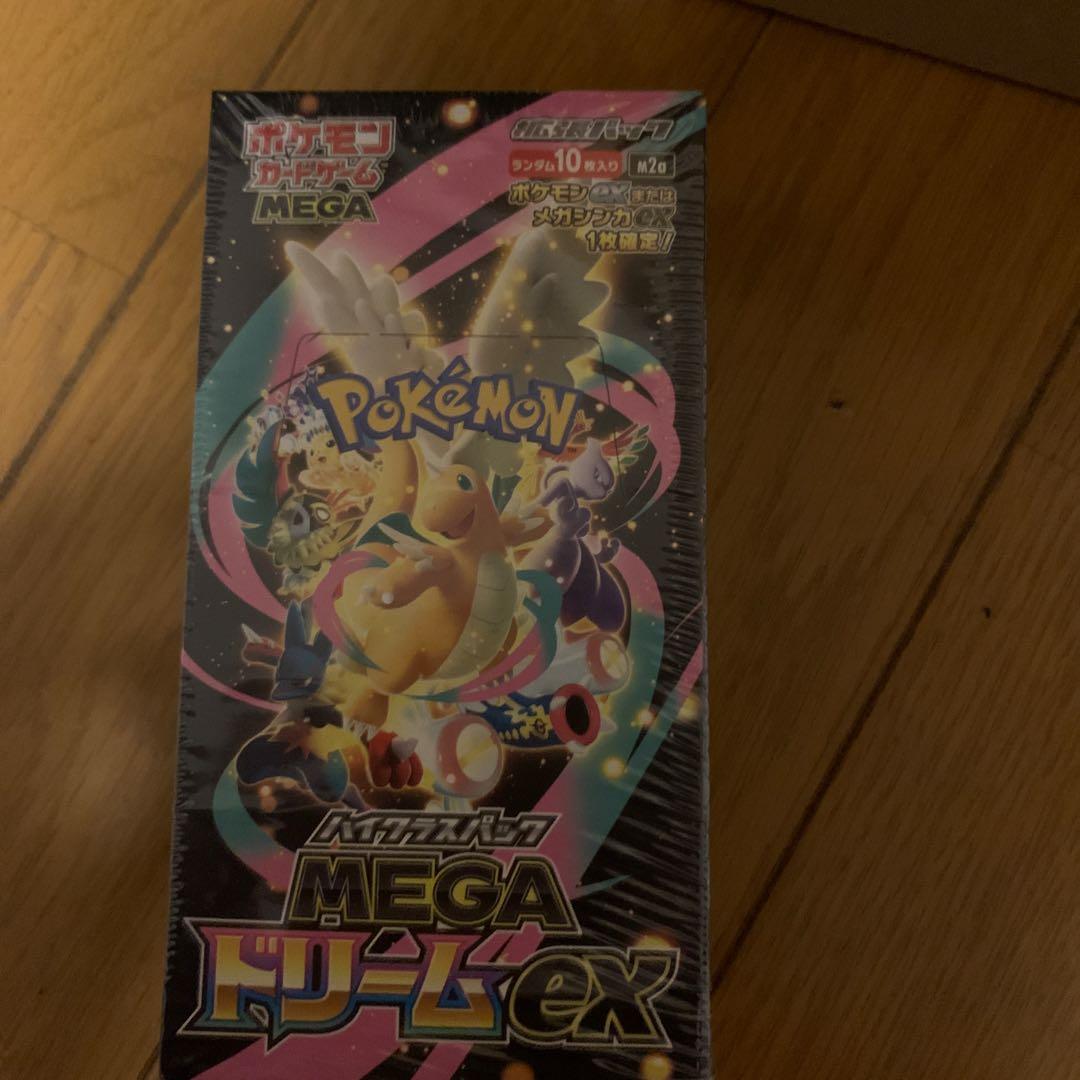 ポケモン
カードゲーム
MEGA
拡張パック
ランダム10枚入り
M2a
ポケモンexまたは
メガシンカex
1枚確定!
POKéMON
ハイクラスパック
MEGA
ドリームex